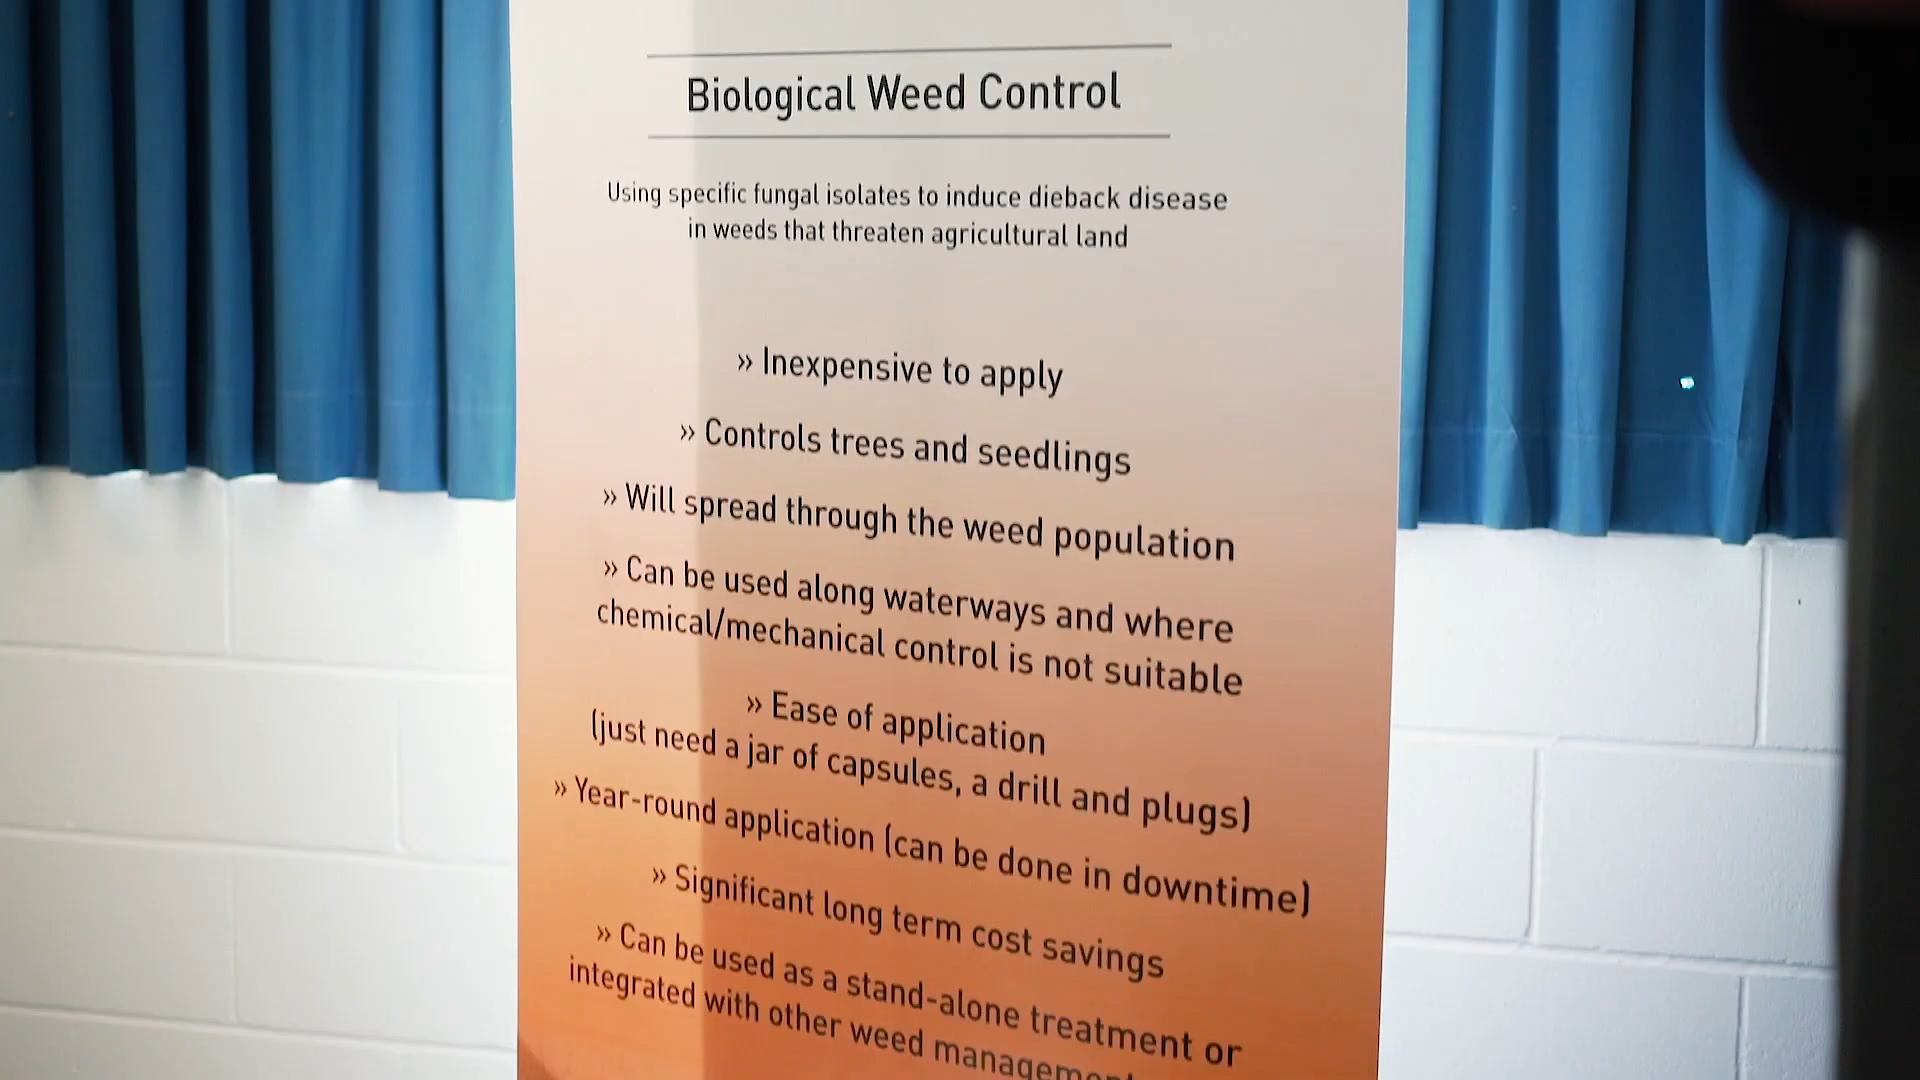 Biological Weed Control
Using specific fungal isolates to induce dieback disease
in weeds that threaten agricultural land
» Inexpensive to apply
» Controls trees and seedlings
» Will spread through the weed population
» Can be used along waterways and where
chemical/mechanical control is not suitable
» Ease of application
(just need a jar of capsules, a drill and plugs)
» Year-round application (can be done in downtime)
» Significant long term cost savings
» Can be used as a stand-alone treatment or
integrated with other weed